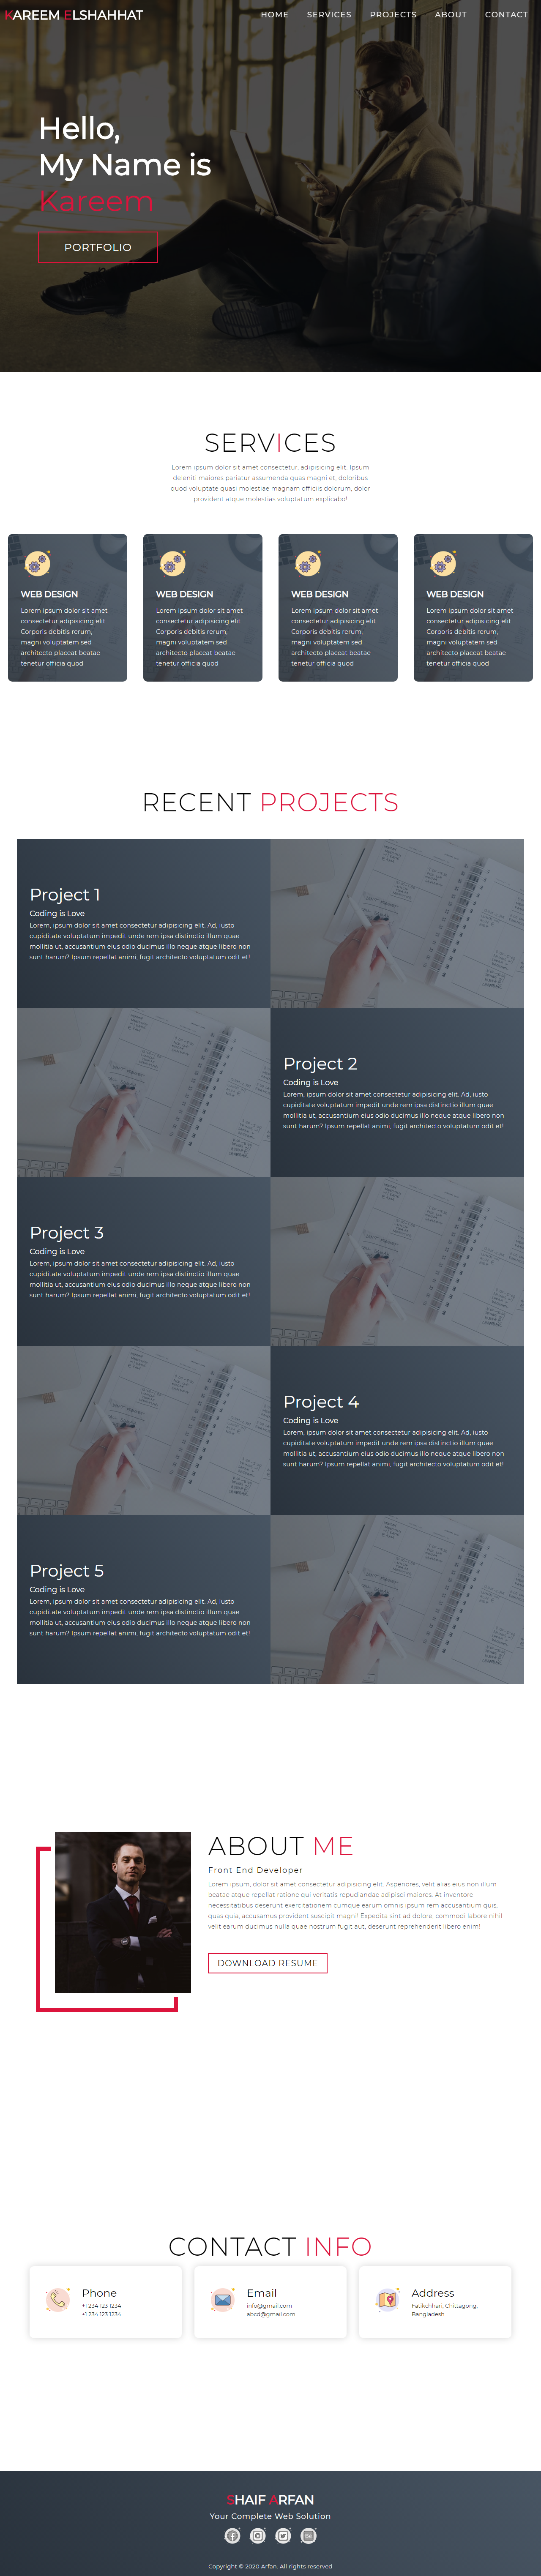 KAREEM ELSHAHHAT
HOME SERVICES PROJECTS ABOUT CONTACT
Hello,
My Name is
Kareem
PORTFOLIO
SERVICES
Lorem ipsum dolor sit amet consectetur, adipisicing elit. Ipsum
deleniti maiores pariatur assumenda quas magni et, doloribus
quod voluptate quasi molestiae magnam officiis dolorum, dolor
provident atque molestias voluptatum explicabo!
WEB DESIGN
Lorem ipsum dolor sit amet
consectetur adipisicing elit.
Corporis debitis rerum,
magni voluptatem sed
architecto placeat beatae
tenetur officia quod
WEB DESIGN
Lorem ipsum dolor sit amet
consectetur adipisicing elit.
Corporis debitis rerum,
magni voluptatem sed
architecto placeat beatae
tenetur officia quod
WEB DESIGN
Lorem ipsum dolor sit amet
consectetur adipisicing elit.
Corporis debitis rerum,
magni voluptatem sed
architecto placeat beatae
tenetur officia quod
WEB DESIGN
Lorem ipsum dolor sit amet
consectetur adipisicing elit.
Corporis debitis rerum,
magni voluptatem sed
architecto placeat beatae
tenetur officia quod
RECENT PROJECTS
Project 1
Coding is Love
Lorem, ipsum dolor sit amet consectetur adipisicing elit. Ad, iusto
cupiditate voluptatum impedit unde rem ipsa distinctio illum quae
mollitia ut, accusantium eius odio ducimus illo neque atque libero non
sunt harum? Ipsum repellat animi, fugit architecto voluptatum odit et!
Project 2
Coding is Love
Lorem, ipsum dolor sit amet consectetur adipisicing elit. Ad, iusto
cupiditate voluptatum impedit unde rem ipsa distinctio illum quae
mollitia ut, accusantium eius odio ducimus illo neque atque libero non
sunt harum? Ipsum repellat animi, fugit architecto voluptatum odit et!
Project 3
Coding is Love
Lorem, ipsum dolor sit amet consectetur adipisicing elit. Ad, iusto
cupiditate voluptatum impedit unde rem ipsa distinctio illum quae
mollitia ut, accusantium eius odio ducimus illo neque atque libero non
sunt harum? Ipsum repellat animi, fugit architecto voluptatum odit et!
Project 4
Coding is Love
Lorem, ipsum dolor sit amet consectetur adipisicing elit. Ad, iusto
cupiditate voluptatum impedit unde rem ipsa distinctio illum quae
mollitia ut, accusantium eius odio ducimus illo neque atque libero non
sunt harum? Ipsum repellat animi, fugit architecto voluptatum odit et!
Project 5
Coding is Love
Lorem, ipsum dolor sit amet consectetur adipisicing elit. Ad, iusto
cupiditate voluptatum impedit unde rem ipsa distinctio illum quae
mollitia ut, accusantium eius odio ducimus illo neque atque libero non
sunt harum? Ipsum repellat animi, fugit architecto voluptatum odit et!
ABOUT ME
Front End Developer
Lorem ipsum, dolor sit amet consectetur adipisicing elit. Asperiores, velit alias eius non illum
beatae atque repellat ratione qui veritatis repudiandae adipisci maiores. At inventore
necessitatibus deserunt exercitationem cumque earum omnis ipsum rem accusantium quis,
quas quia, accusamus provident suscipit magni! Expedita sint ad dolore, commodi labore nihil
velit earum ducimus nulla quae nostrum fugit aut, deserunt reprehenderit libero enim!
DOWNLOAD RESUME
CONTACT INFO
Phone
+1 234 123 1234
+1 234 123 1234
Email
info@gmail.com
abcd@gmail.com
Address
Fatikchhari, Chittagong,
Bangladesh
SHAIF ARFAN
Your Complete Web Solution
Copyright © 2020 Arfan. All rights reserved